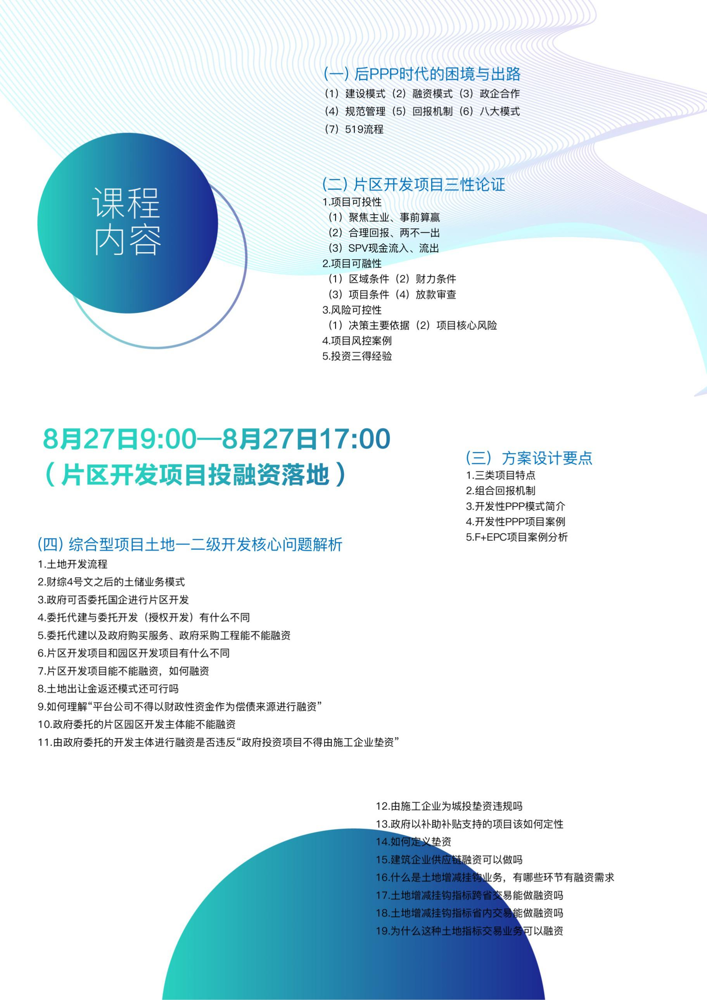 课程
内容
(一) 后PPP时代的困境与出路
（1）建设模式（2）融资模式（3）政企合作
（4）规范管理（5）回报机制（6）八大模式
（7）519流程
(二) 片区开发项目三性论证
1.项目可投性
（1）聚焦主业、事前算赢
（2）合理回报、两不一出
（3）SPV现金流入、流出
2.项目可融性
（1）区域条件（2）财力条件
（3）项目条件（4）放款审查
3.风险可控性
（1）决策主要依据（2）项目核心风险
4.项目风控案例
5.投资三得经验
8月27日9:00—8月27日17:00
（片区开发项目投融资落地）
(三) 方案设计要点
1.三类项目特点
2.组合回报机制
3.开发性PPP模式简介
4.开发性PPP项目案例
5.F+EPC项目案例分析
(四) 综合型项目土地一二级开发核心问题解析
1.土地开发流程
2.财综4号文之后的土储业务模式
3.政府可否委托国企进行片区开发
4.委托代建与委托开发（授权开发）有什么不同
5.委托代建以及政府购买服务、政府采购工程能不能融资
6.片区开发项目和园区开发项目有什么不同
7.片区开发项目能不能融资，如何融资
8.土地出让金返还模式还可行吗
9.如何理解“平台公司不得以财政性资金作为偿债来源进行融资”
10.政府委托的片区园区开发主体能不能融资
11.由政府委托的开发主体进行融资是否违反“政府投资项目不得由施工企业垫资”
12.由施工企业为城投垫资违规吗
13.政府以补助补贴支持的项目该如何定性
14.如何定义垫资
15.建筑企业供应链融资可以做吗
16.什么是土地增减挂钩业务，有哪些环节有融资需求
17.土地增减挂钩指标跨省交易能做融资吗
18.土地增减挂钩指标省内交易能做融资吗
19.为什么这种土地指标交易业务可以融资